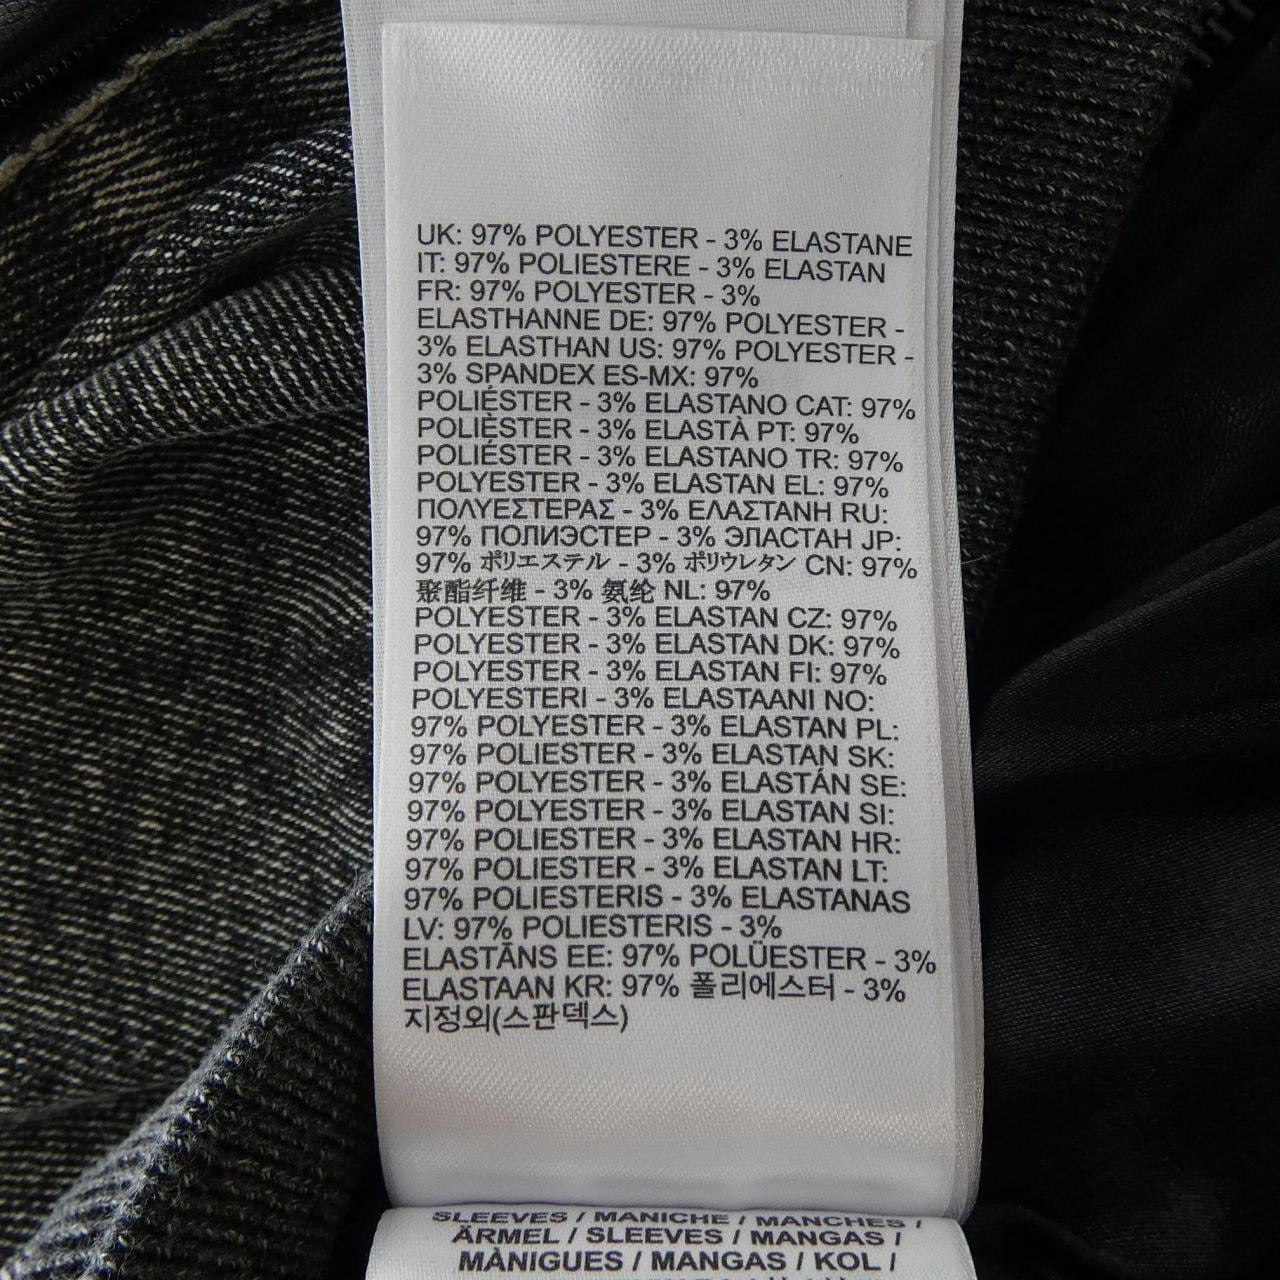 UK: 97% POLYESTER - 3% ELASTANE
IT: 97% POLIESTERE - 3% ELASTAN
FR: 97% POLYESTER - 3%
ELASTHANNE DE: 97% POLYESTER -
3% ELASTHAN US: 97% POLYESTER -
3% SPANDEX ES-MX: 97%
POLIÉSTER - 3% ELASTANO CAT: 97%
POLIÈSTER - 3% ELASTÀ PT: 97%
POLIÉSTER - 3% ELASTANO TR: 97%
POLYESTER - 3% ELASTAN EL: 97%
ΠΟΛΥΕΣΤΕΡΑΣ - 3% ΕΛΑΣΤΑΝΗ RU:
97% ПОЛИЭСТЕР - 3% ЭЛАСТАН JP:
97% ポリエステル - 3% ポリウレタン CN: 97%
聚酯纤维 - 3% 氨纶 NL: 97%
POLYESTER - 3% ELASTAN CZ: 97%
POLYESTER - 3% ELASTAN DK: 97%
POLYESTER - 3% ELASTAN FI: 97%
POLYESTERI - 3% ELASTAANI NO:
97% POLYESTER - 3% ELASTAN PL:
97% POLIESTER - 3% ELASTAN SK:
97% POLYESTER - 3% ELASTÁN SE:
97% POLYESTER - 3% ELASTAN SI:
97% POLIESTER - 3% ELASTAN HR:
97% POLIESTER - 3% ELASTAN LT:
97% POLIESTERIS - 3% ELASTANAS
LV: 97% POLIESTERIS - 3%
ELASTĀNS EE: 97% POLÜESTER - 3%
ELASTAAN KR: 97% 폴리에스터 - 3%
지정외(스판덱스)
SLEEVES / MANICHE / MANCHES /
ÄRMEL / SLEEVES / MANGAS /
MÀNIGUES / MANGAS / KOL /